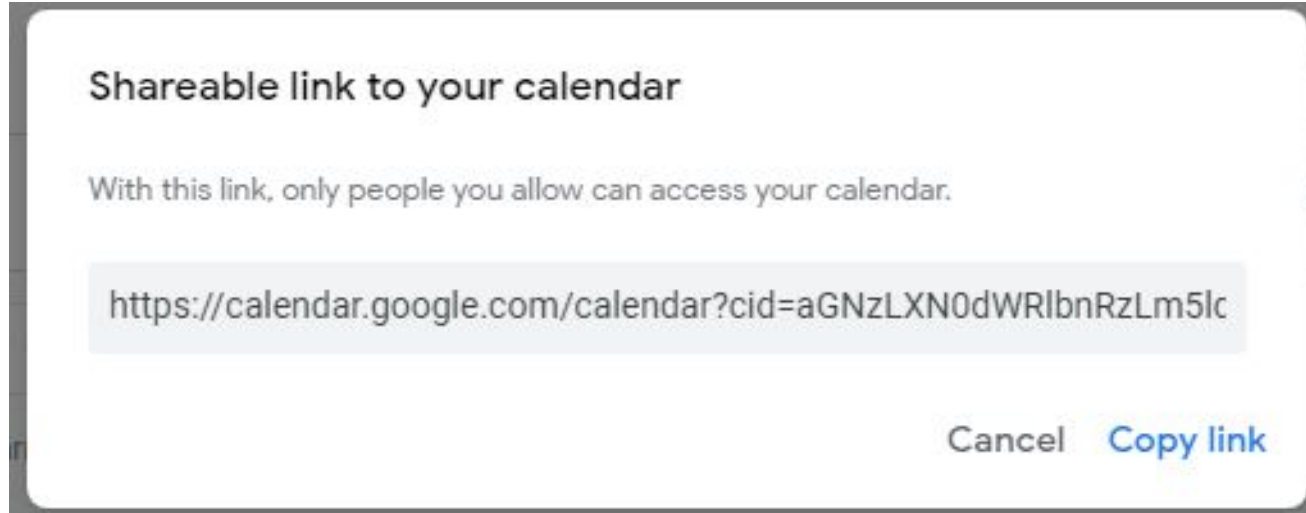 Shareable link to your calendar
With this link, only people you allow can access your calendar.
https://calendar.google.com/calendar?cid=aGNzLXN0dWRlbnRzLm5lc
Cancel Copy link